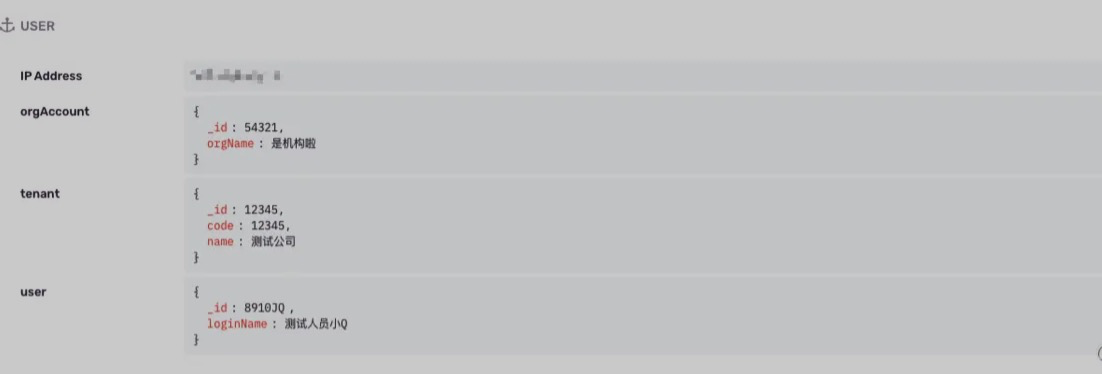 USER
IP Address
orgAccount
{
_id : 54321,
orgName : 是机构啦
}
tenant
{
_id : 12345,
code : 12345,
name : 测试公司
}
user
{
_id : 8910JQ ,
loginName : 测试人员小Q
}